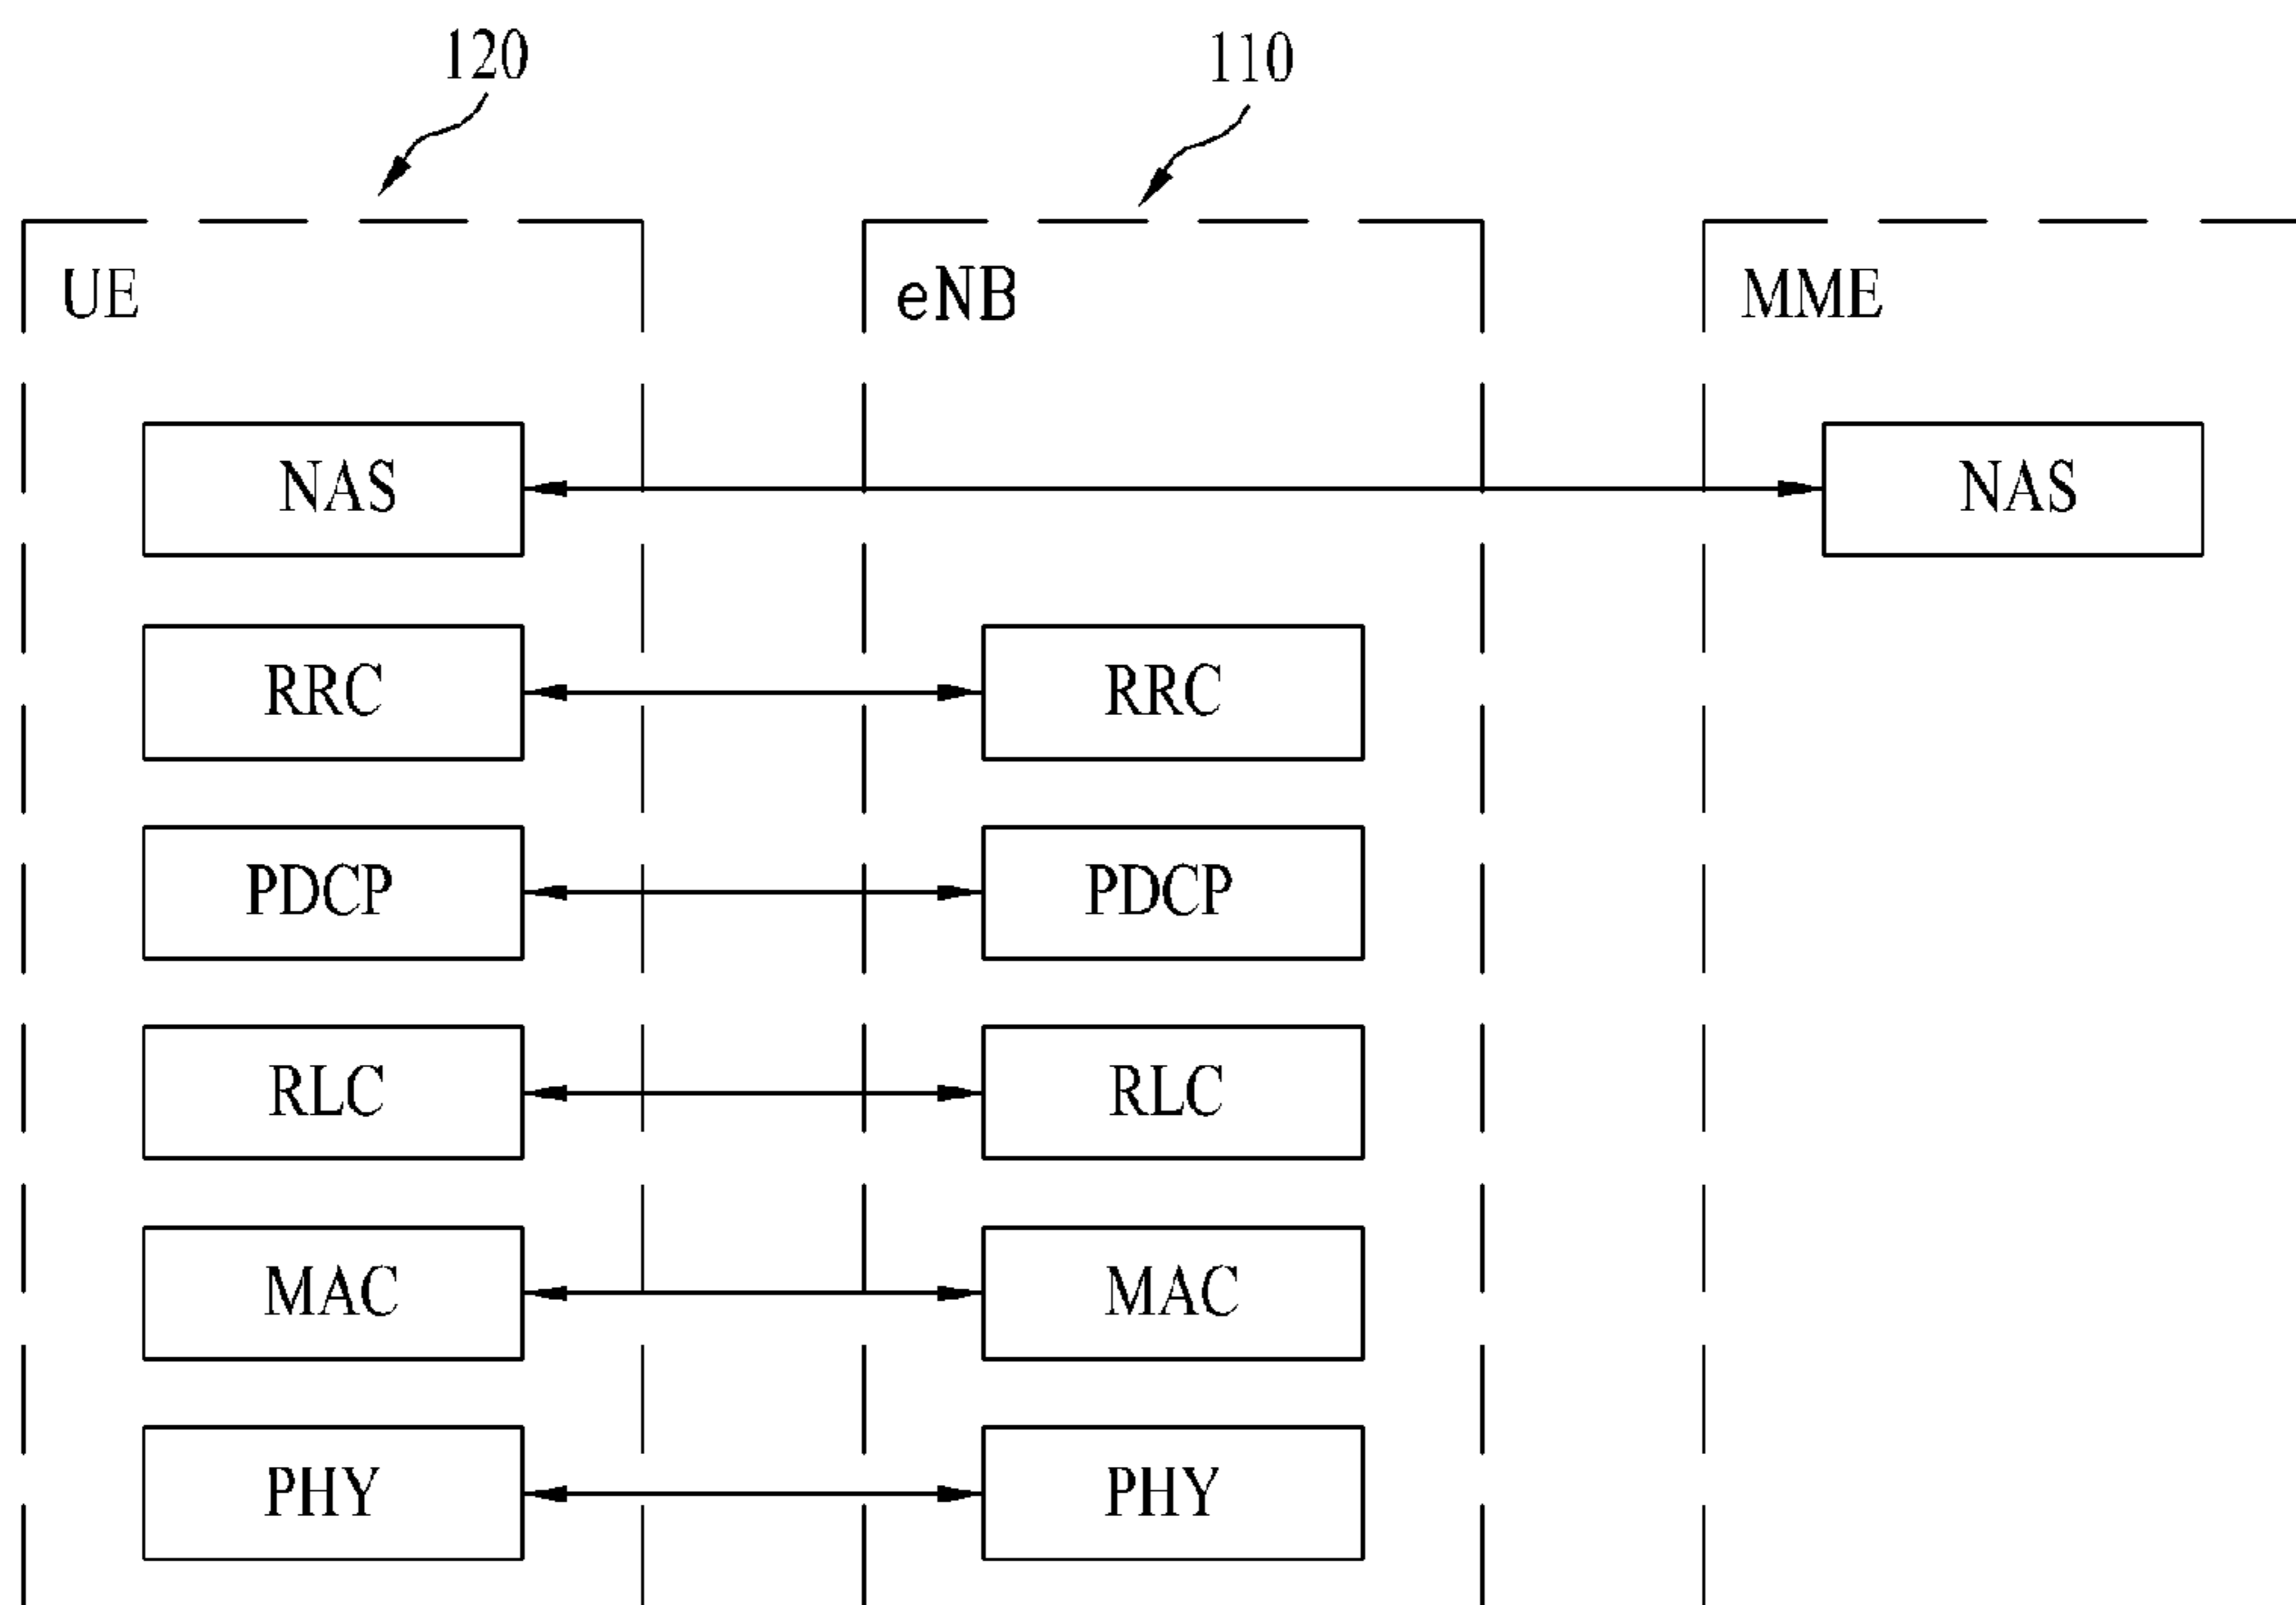 120 110
UE eNB MME
NAS NAS
RRC RRC
PDCP PDCP
RLC RLC
MAC MAC
PHY PHY